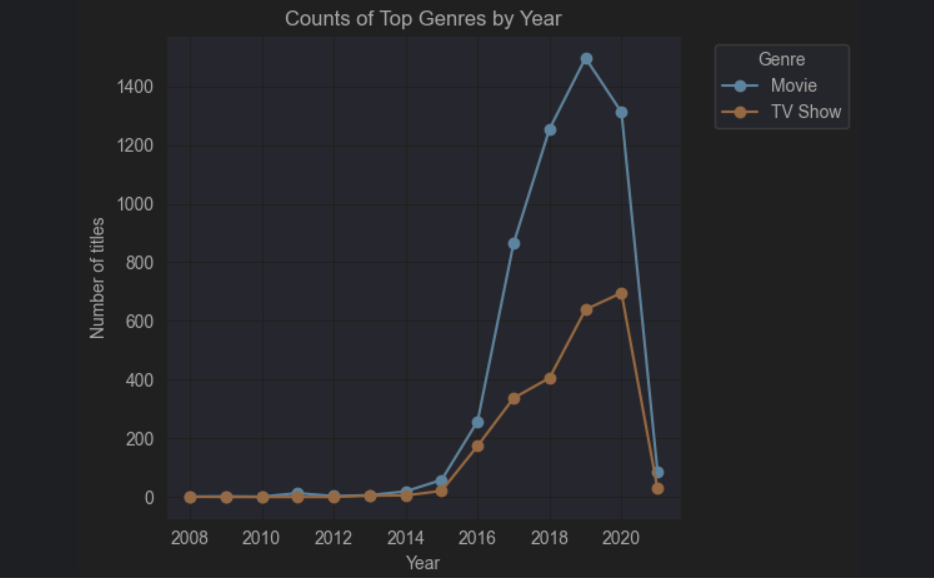 Counts of Top Genres by Year
Genre
Movie
TV Show
Number of titles
1400
1200
1000
800
600
400
200
0
2008 2010 2012 2014 2016 2018 2020
Year